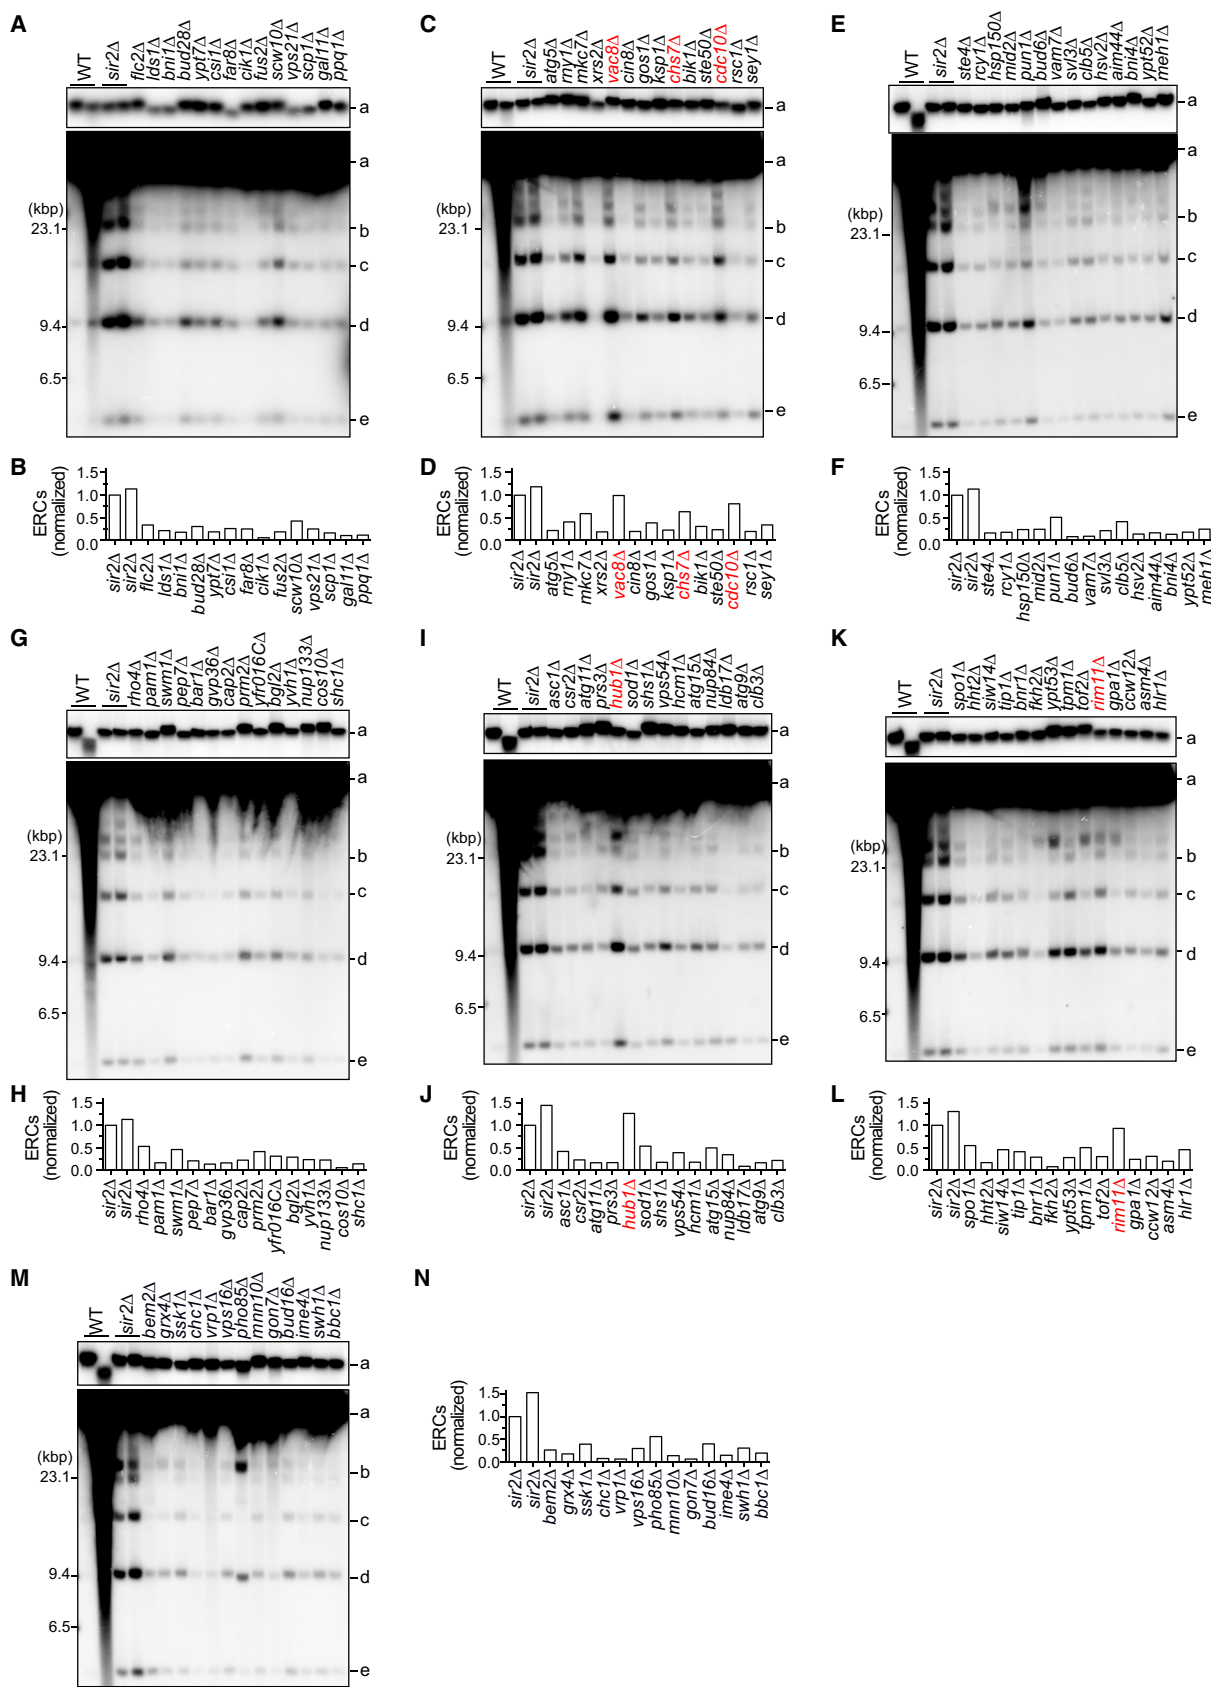 A
WT
sir2Δ
flc2Δ
lds1Δ
bni1Δ
bud28Δ
ypt7Δ
csi1Δ
far8Δ
cik1Δ
fus2Δ
scw10Δ
vps21Δ
scp1Δ
gal11Δ
ppq1Δ
a
a
(kbp)
23.1
b
c
9.4
d
6.5
e
C
WT
sir2Δ
atg5Δ
rny1Δ
mkc7Δ
xrs2Δ
vac8Δ
cin8Δ
gos1Δ
ksp1Δ
chs7Δ
bik1Δ
ste50Δ
cdc10Δ
rsc1Δ
sey1Δ
a
a
(kbp)
23.1
b
c
9.4
d
6.5
e
E
WT
sir2Δ
ste4Δ
rcy1Δ
hsp150Δ
mid2Δ
pun1Δ
bud6Δ
vam7Δ
svl3Δ
clb5Δ
hsv2Δ
aim44Δ
bni4Δ
ypt52Δ
meh1Δ
a
a
(kbp)
23.1
b
c
9.4
d
6.5
e
B
ERCs
(normalized)
1.5
1.0
0.5
0.0
sir2Δ
sir2Δ
flc2Δ
lds1Δ
bni1Δ
bud28Δ
ypt7Δ
csi1Δ
far8Δ
cik1Δ
fus2Δ
scw10Δ
vps21Δ
scp1Δ
gal11Δ
ppq1Δ
D
ERCs
(normalized)
1.5
1.0
0.5
0.0
sir2Δ
sir2Δ
atg5Δ
rny1Δ
mkc7Δ
xrs2Δ
vac8Δ
cin8Δ
gos1Δ
ksp1Δ
chs7Δ
bik1Δ
ste50Δ
cdc10Δ
rsc1Δ
sey1Δ
F
ERCs
(normalized)
1.5
1.0
0.5
0.0
sir2Δ
sir2Δ
ste4Δ
rcy1Δ
hsp150Δ
mid2Δ
pun1Δ
bud6Δ
vam7Δ
svl3Δ
clb5Δ
hsv2Δ
aim44Δ
bni4Δ
ypt52Δ
meh1Δ
G
WT
sir2Δ
rho4Δ
pam1Δ
swm1Δ
pep7Δ
bar1Δ
gvp36Δ
cap2Δ
prm2Δ
yfr016CΔ
bgl2Δ
yvh1Δ
nup133Δ
cos10Δ
shc1Δ
a
a
(kbp)
23.1
b
c
9.4
d
6.5
e
I
WT
sir2Δ
asc1Δ
csr2Δ
atg11Δ
prs3Δ
hub1Δ
sod1Δ
shs1Δ
vps54Δ
hcm1Δ
atg15Δ
nup84Δ
ldb17Δ
atg9Δ
clb3Δ
a
a
(kbp)
23.1
b
c
9.4
d
6.5
e
K
WT
sir2Δ
spo1Δ
hht2Δ
siw14Δ
tip1Δ
bnr1Δ
fkh2Δ
ypt53Δ
tpm1Δ
tof2Δ
rim11Δ
gpa1Δ
ccw12Δ
asm4Δ
hlr1Δ
a
a
(kbp)
23.1
b
c
9.4
d
6.5
e
H
ERCs
(normalized)
1.5
1.0
0.5
0.0
sir2Δ
sir2Δ
rho4Δ
pam1Δ
swm1Δ
pep7Δ
bar1Δ
gvp36Δ
cap2Δ
prm2Δ
yfr016CΔ
bgl2Δ
yvh1Δ
nup133Δ
cos10Δ
shc1Δ
J
ERCs
(normalized)
1.5
1.0
0.5
0.0
sir2Δ
sir2Δ
asc1Δ
csr2Δ
atg11Δ
prs3Δ
hub1Δ
sod1Δ
shs1Δ
vps54Δ
hcm1Δ
atg15Δ
nup84Δ
ldb17Δ
atg9Δ
clb3Δ
L
ERCs
(normalized)
1.5
1.0
0.5
0.0
sir2Δ
sir2Δ
spo1Δ
hht2Δ
siw14Δ
tip1Δ
bnr1Δ
fkh2Δ
ypt53Δ
tpm1Δ
tof2Δ
rim11Δ
gpa1Δ
ccw12Δ
asm4Δ
hlr1Δ
M
WT
sir2Δ
bem2Δ
grx4Δ
ssk1Δ
chc1Δ
vrp1Δ
vps16Δ
pho85Δ
mnn10Δ
gon7Δ
bud16Δ
ime4Δ
swh1Δ
bbc1Δ
a
a
(kbp)
23.1
b
c
9.4
d
6.5
e
N
ERCs
(normalized)
1.5
1.0
0.5
0.0
sir2Δ
sir2Δ
bem2Δ
grx4Δ
ssk1Δ
chc1Δ
vrp1Δ
vps16Δ
pho85Δ
mnn10Δ
gon7Δ
bud16Δ
ime4Δ
swh1Δ
bbc1Δ